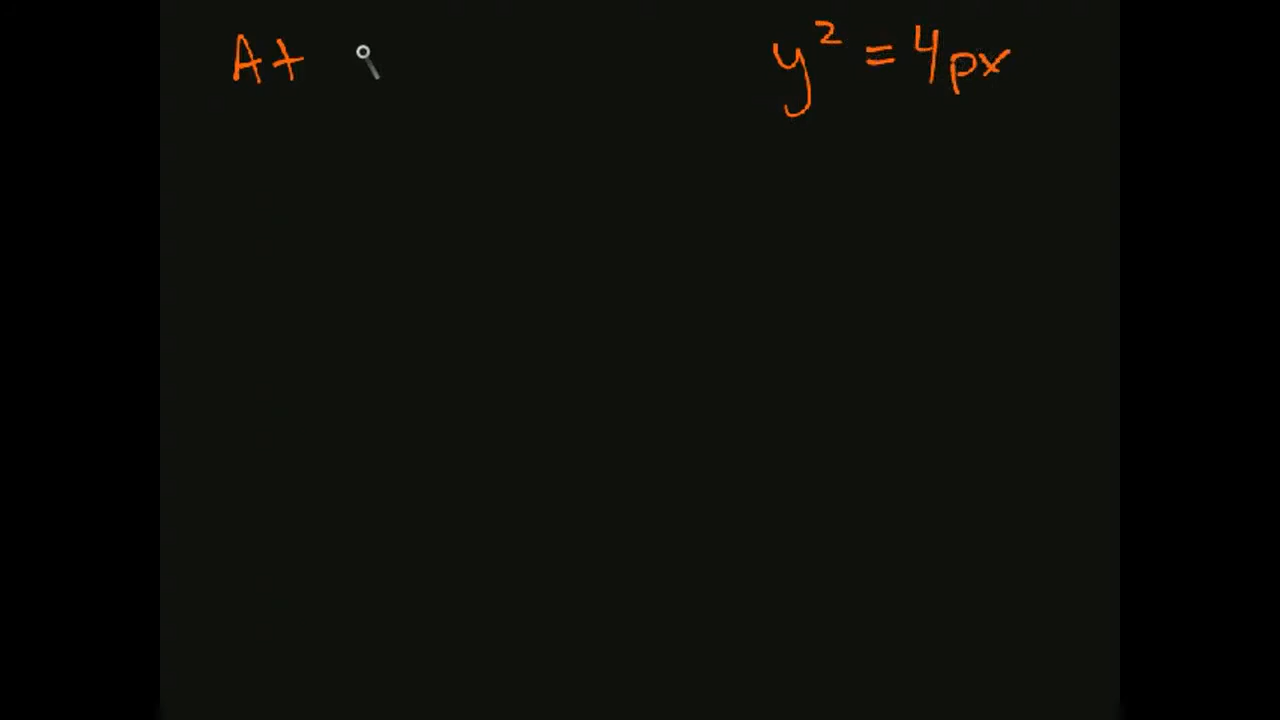 At y² = 4px